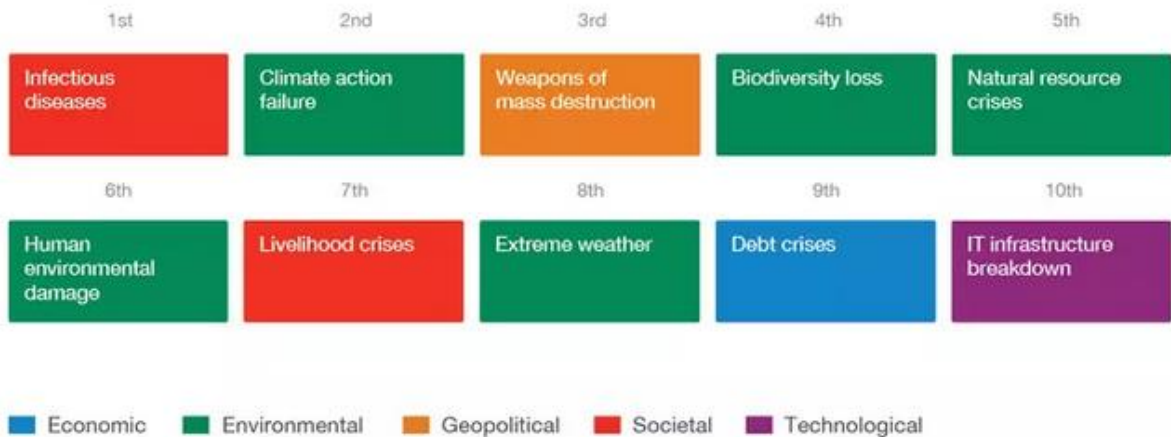 1st
2nd
3rd
4th
5th
Infectious
diseases
Climate action
failure
Weapons of
mass destruction
Biodiversity loss
Natural resource
crises
6th
7th
8th
9th
10th
Human
environmental
damage
Livelihood crises
Extreme weather
Debt crises
IT infrastructure
breakdown
Economic
Environmental
Geopolitical
Societal
Technological